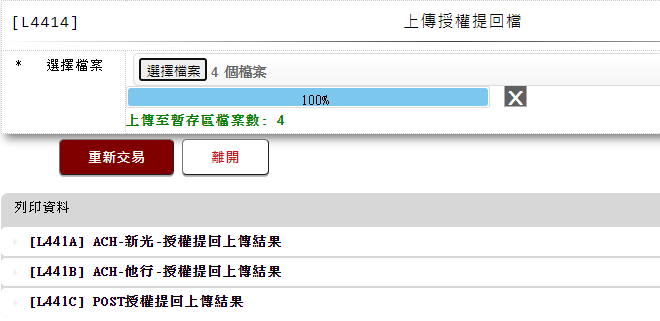 [L4414] 上傳授權提回檔
* 選擇檔案 選擇檔案 4 個檔案
100% X
上傳至暫存區檔案數: 4
重新交易 離開
列印資料
[L441A] ACH-新光-授權提回上傳結果
[L441B] ACH-他行-授權提回上傳結果
[L441C] POST授權提回上傳結果